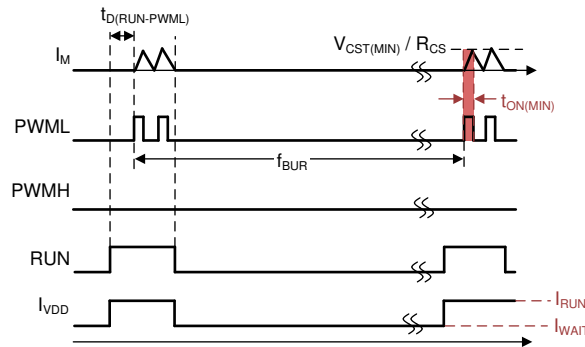 tD(RUN-PWML)
IM
VCST(MIN) / RCS
tON(MIN)
PWML
fBUR
PWMH
RUN
IVDD
IRUN
IWAIT